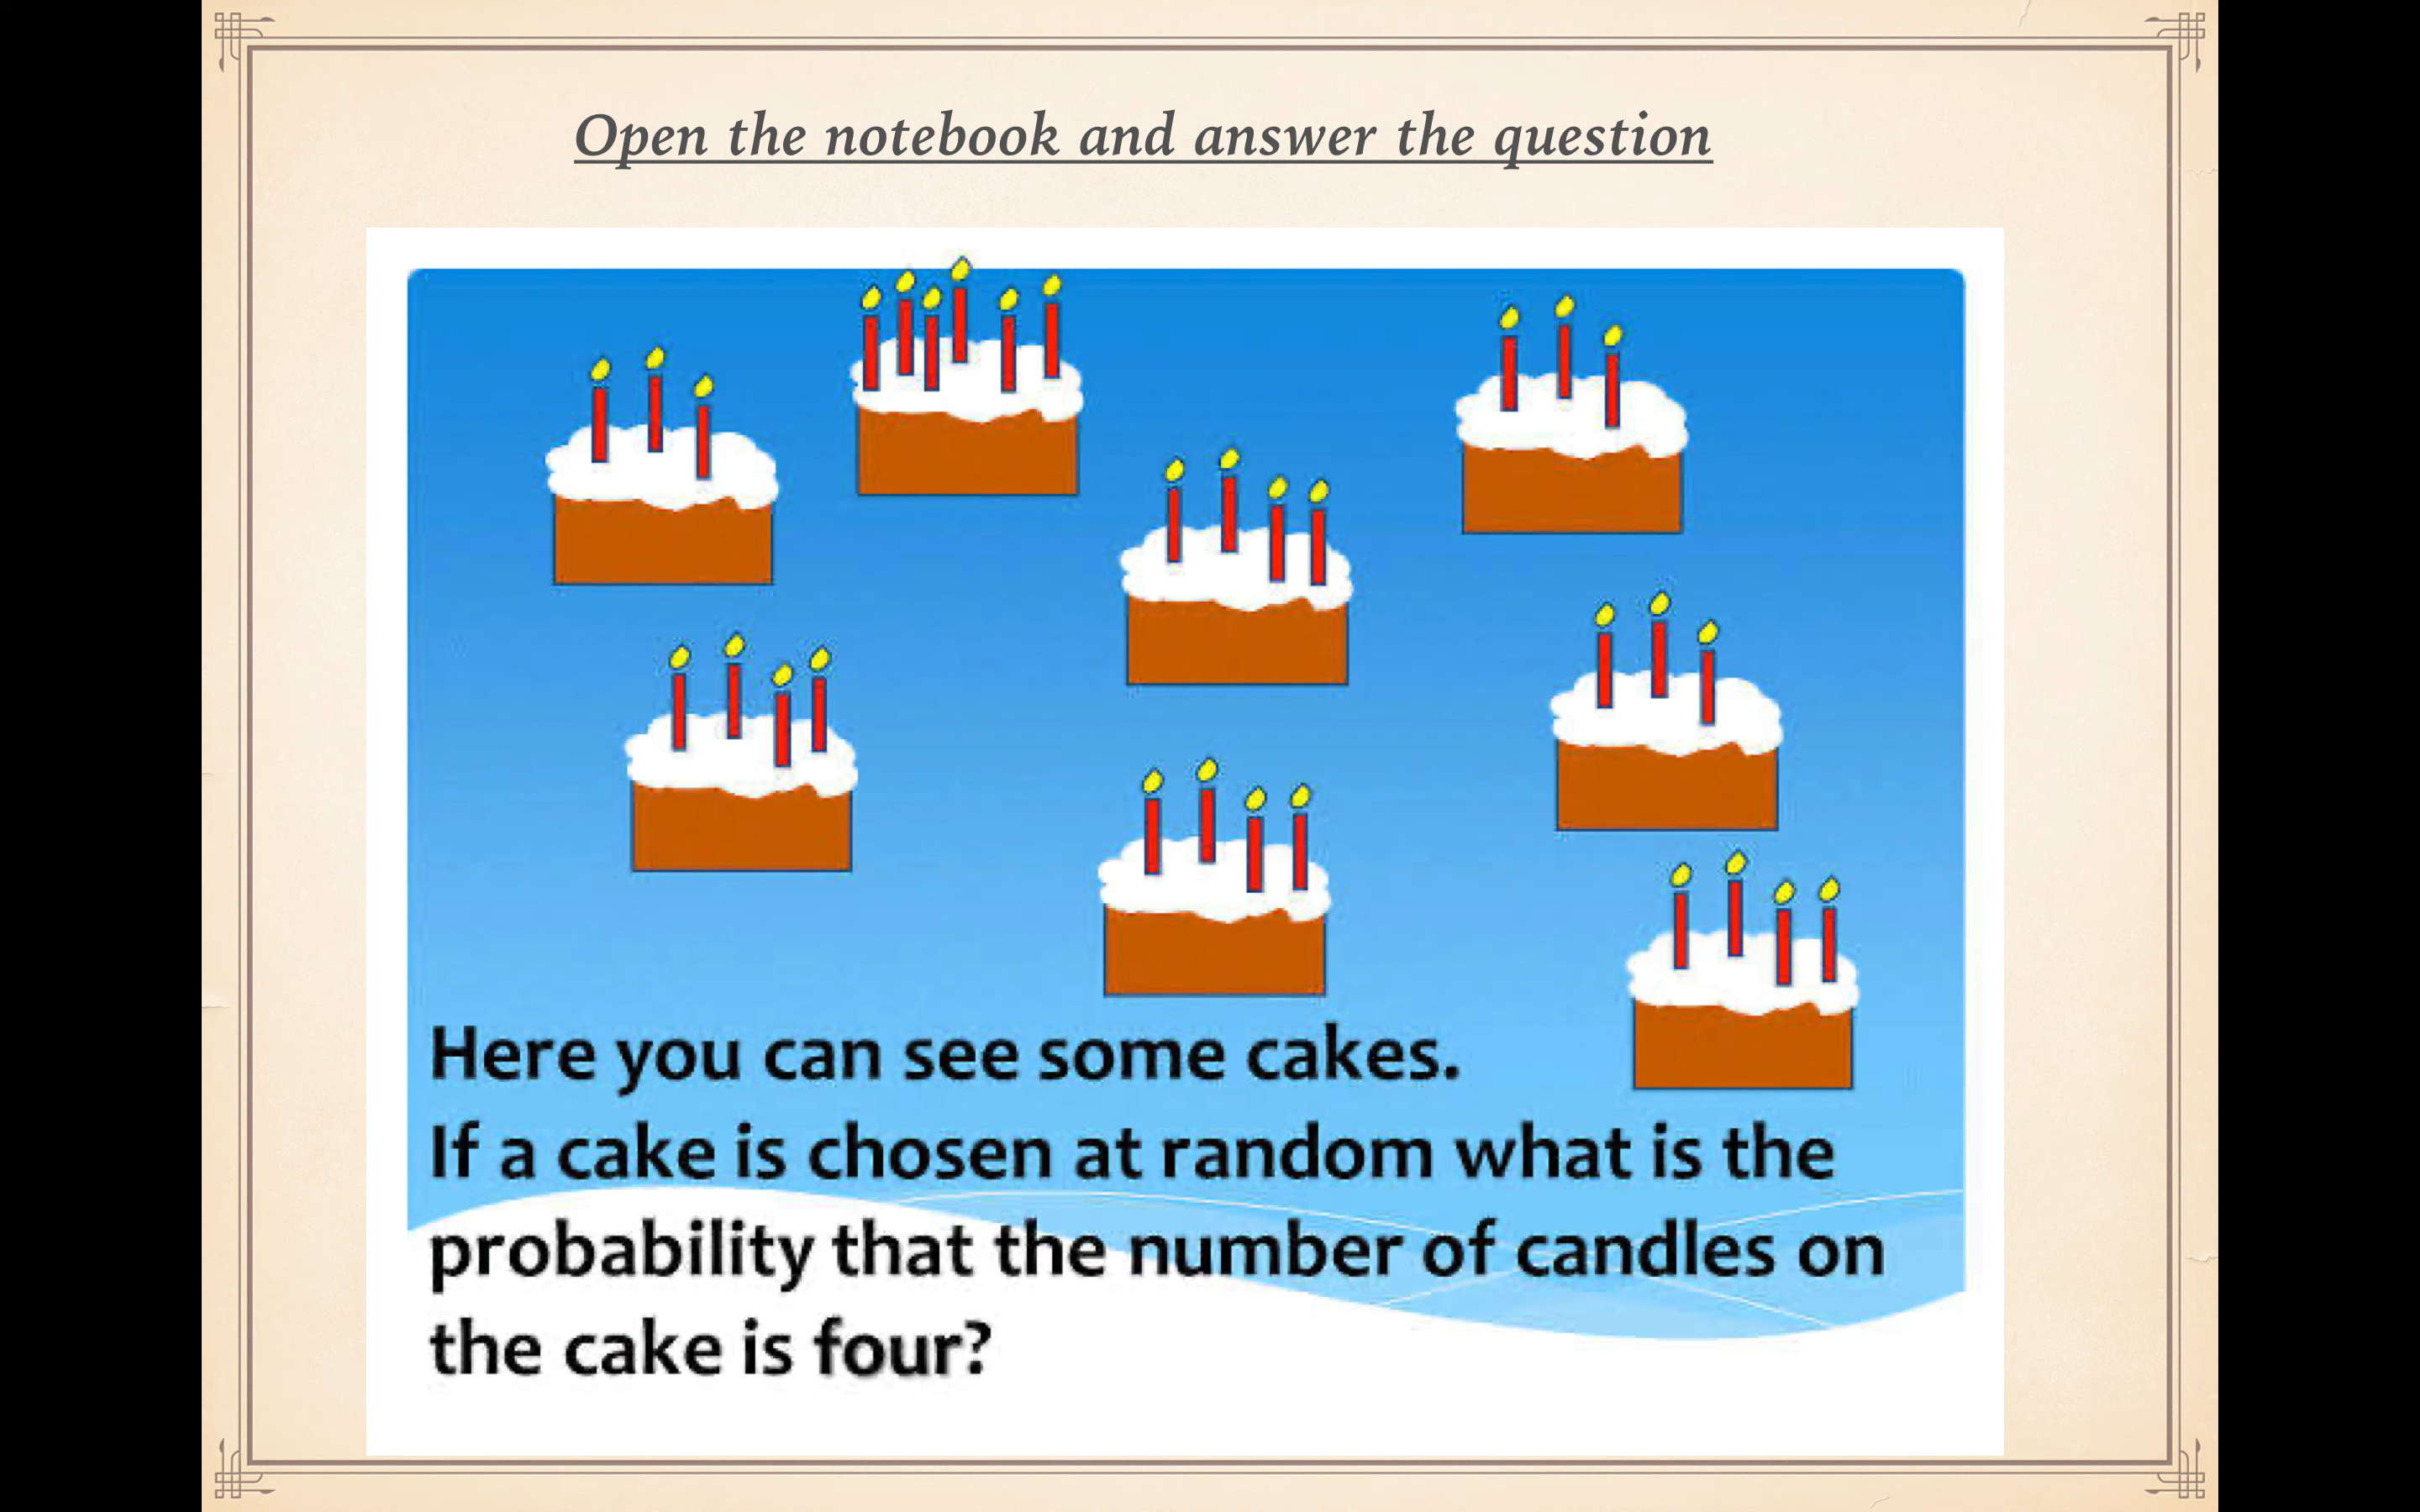 Open the notebook and answer the question
Here you can see some cakes.
If a cake is chosen at random what is the
probability that the number of candles on
the cake is four?